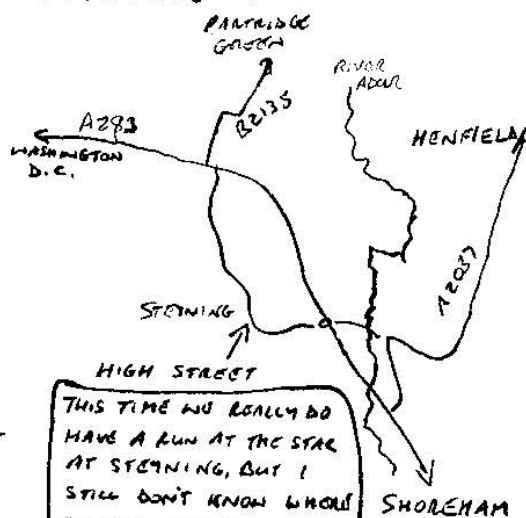 PARTRIDGE
GREEN
RIVER
ADUR
B2135
A283
HENFIELD
WASHINGTON
D.C.
A2037
STEYNING
HIGH STREET
THIS TIME WE REALLY DO
HAVE A RUN AT THE STAR
AT STEYNING, BUT I
STILL DON'T KNOW WHERE
SHOREHAM